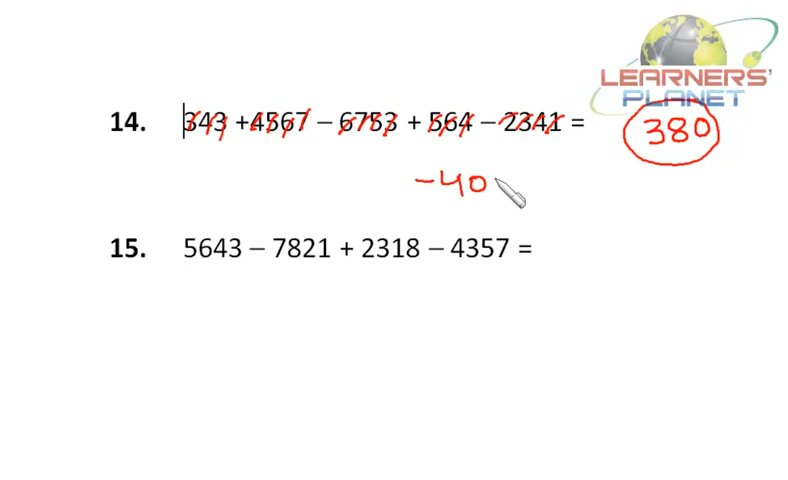 LEARNERS'
PLANET
14. 343 +4567 – 6753 + 564 – 2341 = 380
-40
15. 5643 – 7821 + 2318 – 4357 =